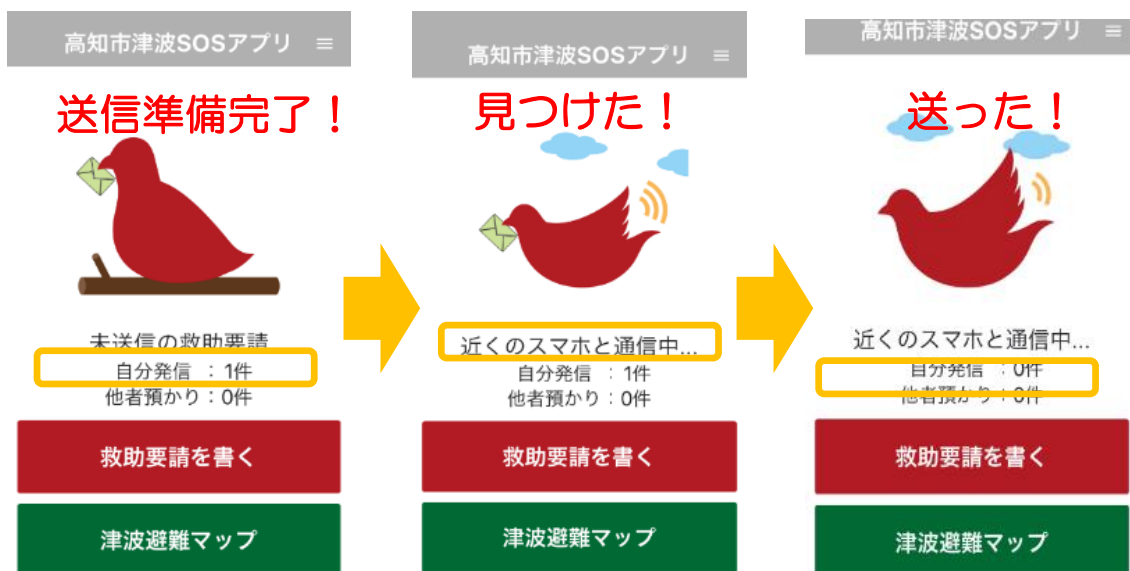 高知市津波SOSアプリ ≡
送信準備完了！
未送信の救助要請
自分発信 ：1件
他者預かり：0件
救助要請を書く
津波避難マップ
高知市津波SOSアプリ ≡
見つけた！
近くのスマホと通信中...
自分発信 ：1件
他者預かり：0件
救助要請を書く
津波避難マップ
高知市津波SOSアプリ ≡
送った！
近くのスマホと通信中...
自分発信 ：0件
他者預かり：0件
救助要請を書く
津波避難マップ